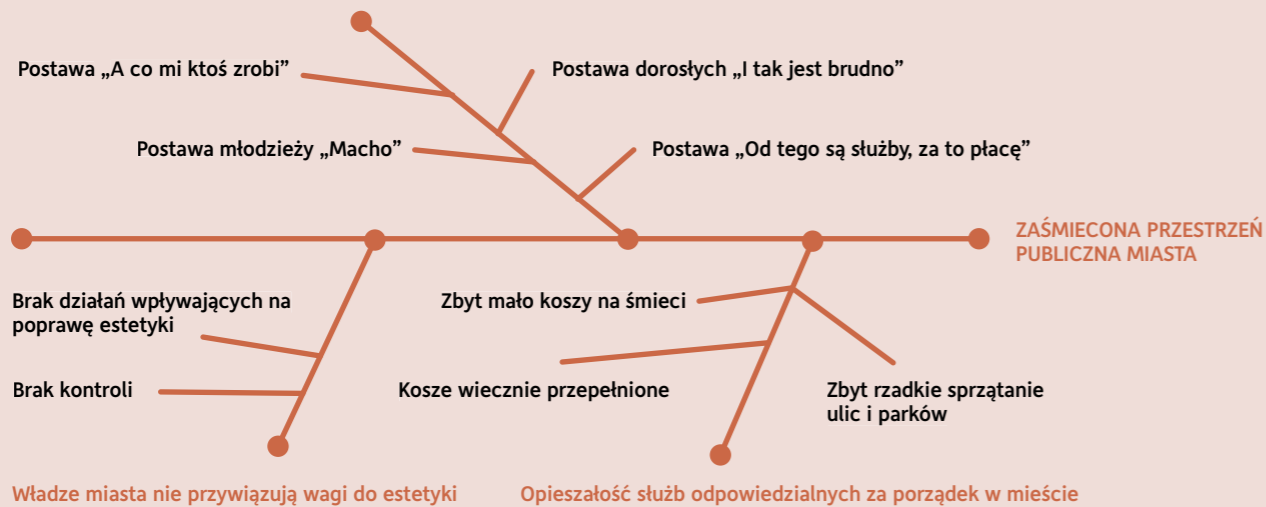 Postawa „A co mi ktoś zrobi”
Postawa dorosłych „I tak jest brudno”
Postawa młodzieży „Macho”
Postawa „Od tego są służby, za to płacę”
ZAŚMIECONA PRZESTRZEŃ
PUBLICZNA MIASTA
Brak działań wpływających na
poprawę estetyki
Zbyt mało koszy na śmieci
Brak kontroli
Kosze wiecznie przepełnione
Zbyt rzadkie sprzątanie
ulic i parków
Władze miasta nie przywiązują wagi do estetyki
Opieszałość służb odpowiedzialnych za porządek w mieście